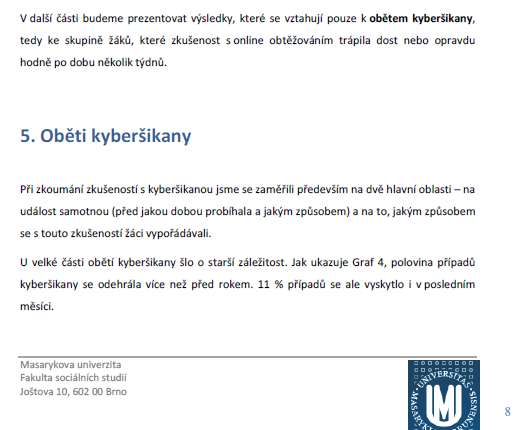 V další části budeme prezentovat výsledky, které se vztahují pouze k obětem kyberšikany,
tedy ke skupině žáků, které zkušenost s online obtěžováním trápila dost nebo opravdu
hodně po dobu několik týdnů.
5. Oběti kyberšikany
Při zkoumání zkušeností s kyberšikanou jsme se zaměřili především na dvě hlavní oblasti – na
událost samotnou (před jakou dobou probíhala a jakým způsobem) a na to, jakým způsobem
se s touto zkušeností žáci vypořádávali.
U velké části obětí kyberšikany šlo o starší záležitost. Jak ukazuje Graf 4, polovina případů
kyberšikany se odehrála více než před rokem. 11 % případů se ale vyskytlo i v posledním
měsíci.
Masarykova univerzita
Fakulta sociálních studií
Joštova 10, 602 00 Brno
UNIVERSITAS
8